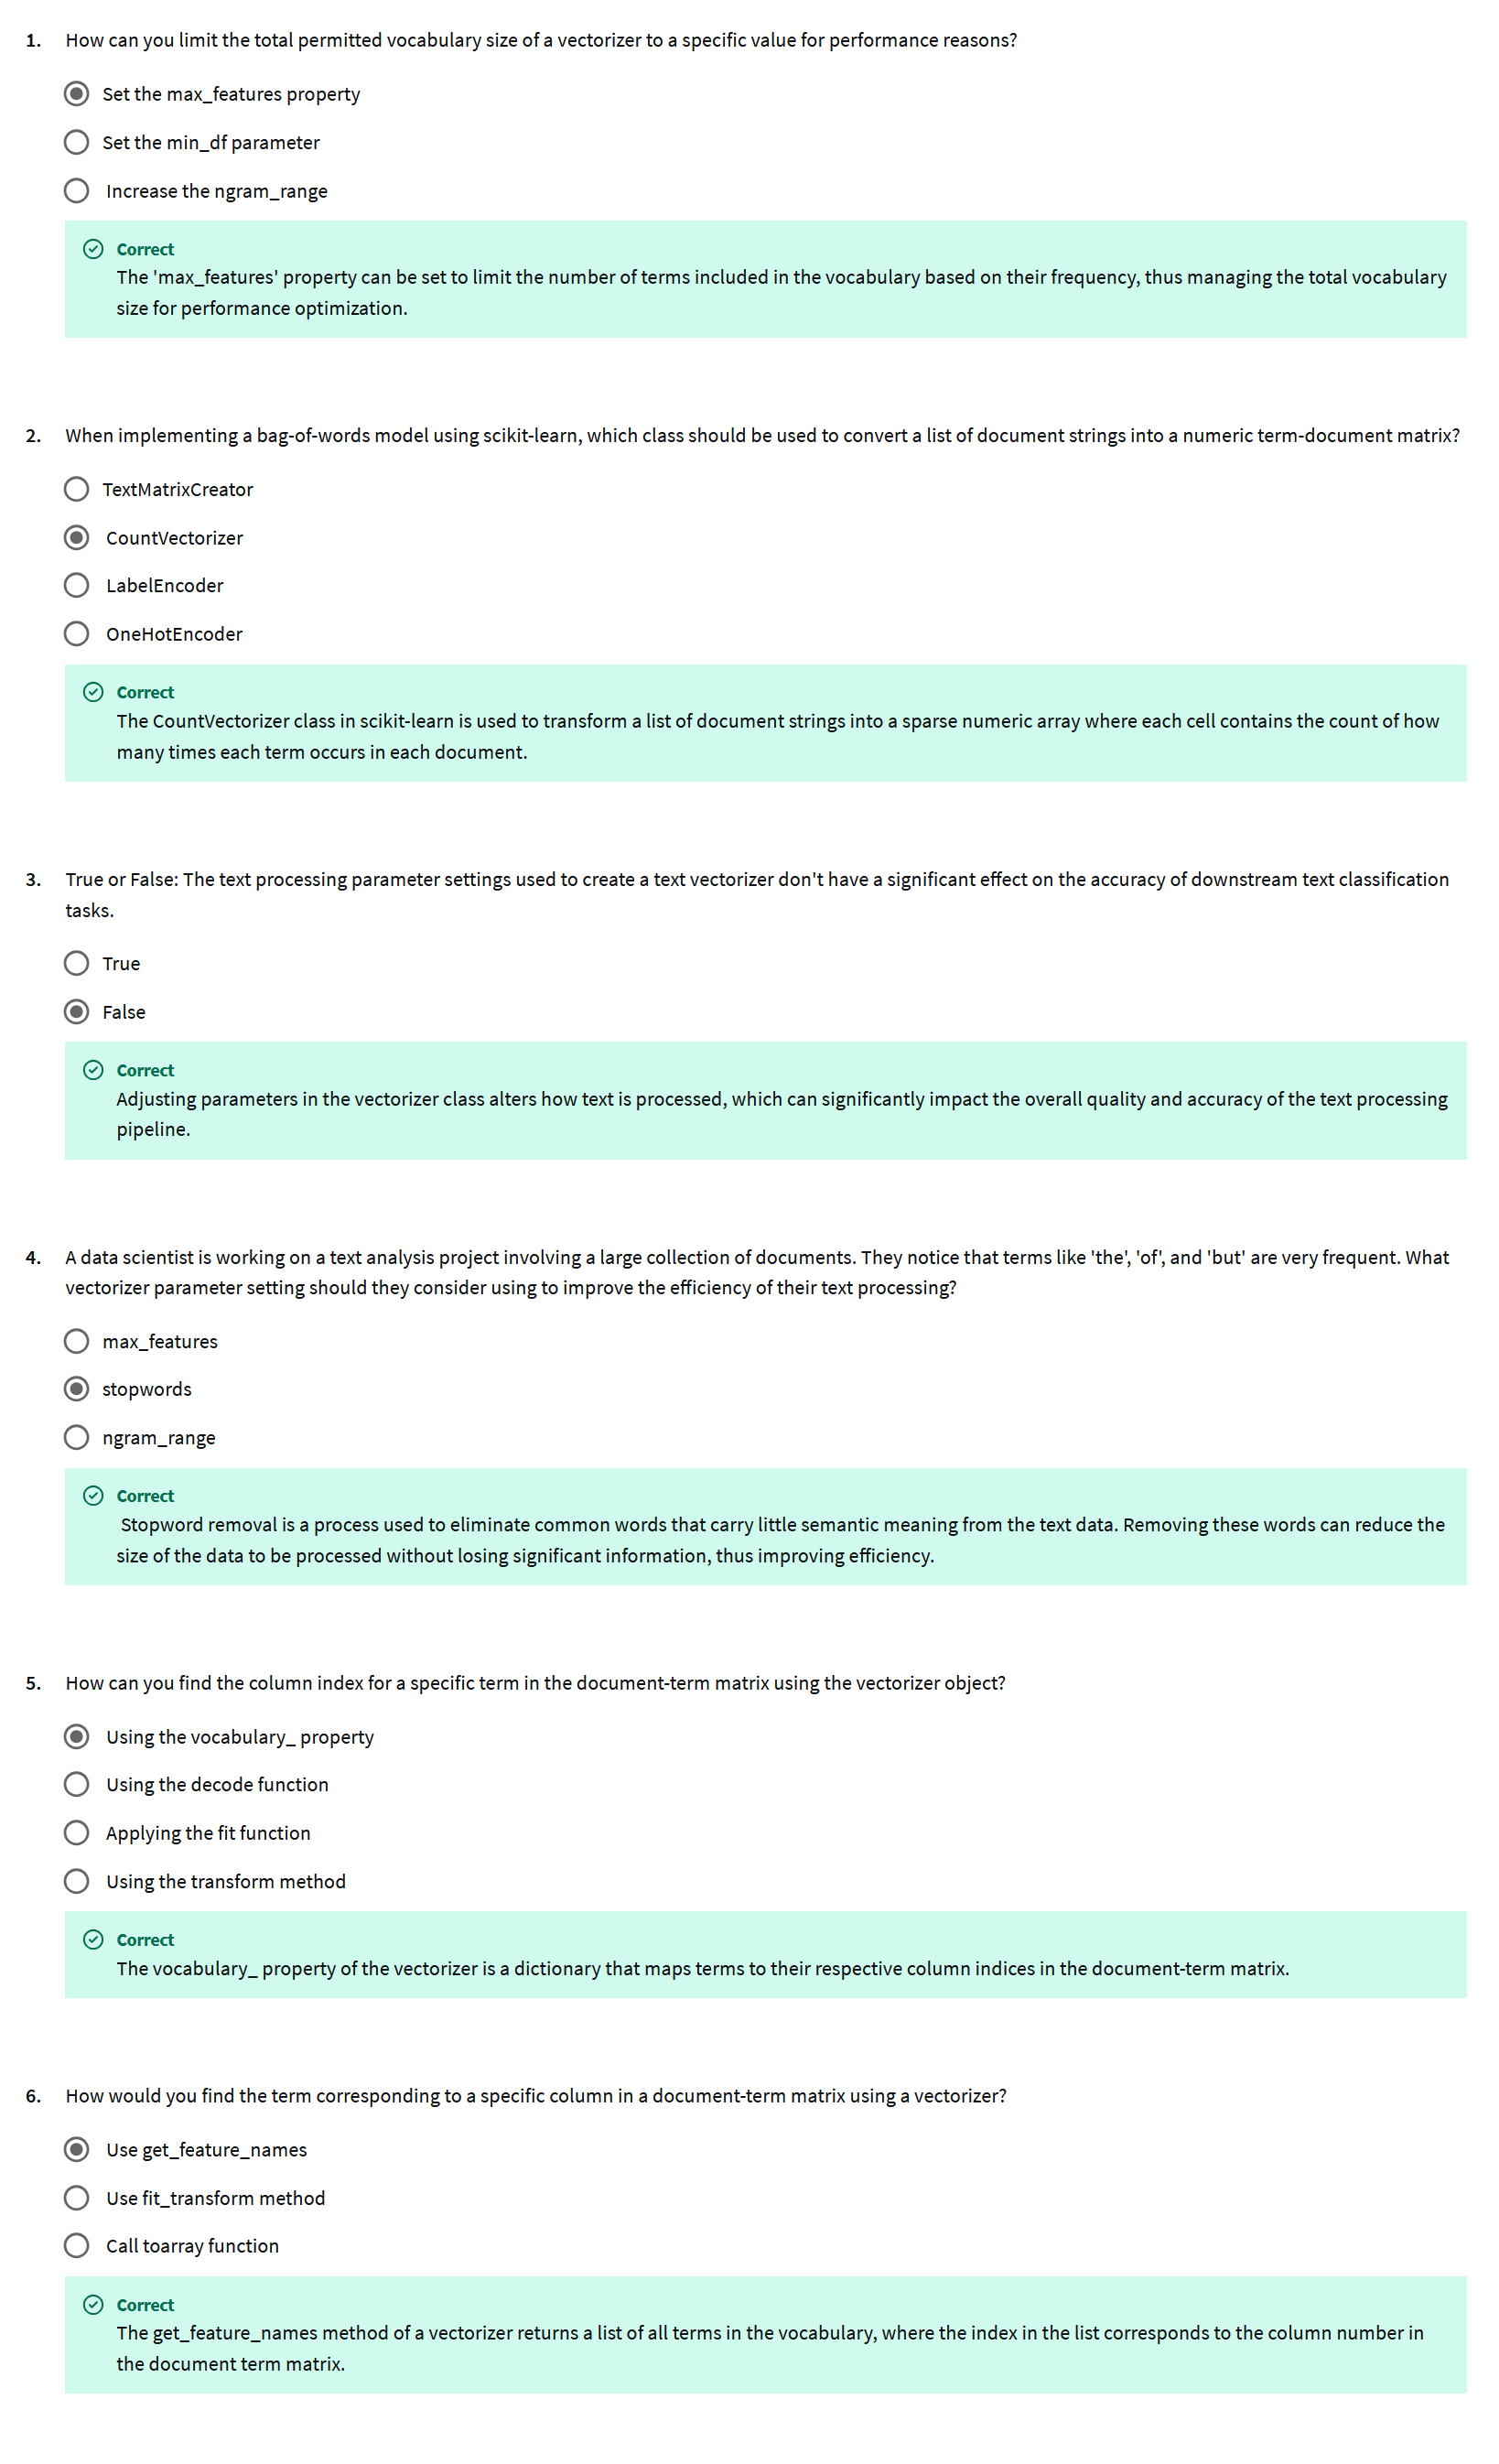 1. How can you limit the total permitted vocabulary size of a vectorizer to a specific value for performance reasons?
Set the max_features property
Set the min_df parameter
Increase the ngram_range
Correct
The 'max_features' property can be set to limit the number of terms included in the vocabulary based on their frequency, thus managing the total vocabulary
size for performance optimization.
2. When implementing a bag-of-words model using scikit-learn, which class should be used to convert a list of document strings into a numeric term-document matrix?
TextMatrixCreator
CountVectorizer
LabelEncoder
OneHotEncoder
Correct
The CountVectorizer class in scikit-learn is used to transform a list of document strings into a sparse numeric array where each cell contains the count of how
many times each term occurs in each document.
3. True or False: The text processing parameter settings used to create a text vectorizer don't have a significant effect on the accuracy of downstream text classification
tasks.
True
False
Correct
Adjusting parameters in the vectorizer class alters how text is processed, which can significantly impact the overall quality and accuracy of the text processing
pipeline.
4. A data scientist is working on a text analysis project involving a large collection of documents. They notice that terms like 'the', 'of', and 'but' are very frequent. What
vectorizer parameter setting should they consider using to improve the efficiency of their text processing?
max_features
stopwords
ngram_range
Correct
Stopword removal is a process used to eliminate common words that carry little semantic meaning from the text data. Removing these words can reduce the
size of the data to be processed without losing significant information, thus improving efficiency.
5. How can you find the column index for a specific term in the document-term matrix using the vectorizer object?
Using the vocabulary_ property
Using the decode function
Applying the fit function
Using the transform method
Correct
The vocabulary_ property of the vectorizer is a dictionary that maps terms to their respective column indices in the document-term matrix.
6. How would you find the term corresponding to a specific column in a document-term matrix using a vectorizer?
Use get_feature_names
Use fit_transform method
Call toarray function
Correct
The get_feature_names method of a vectorizer returns a list of all terms in the vocabulary, where the index in the list corresponds to the column number in
the document term matrix.